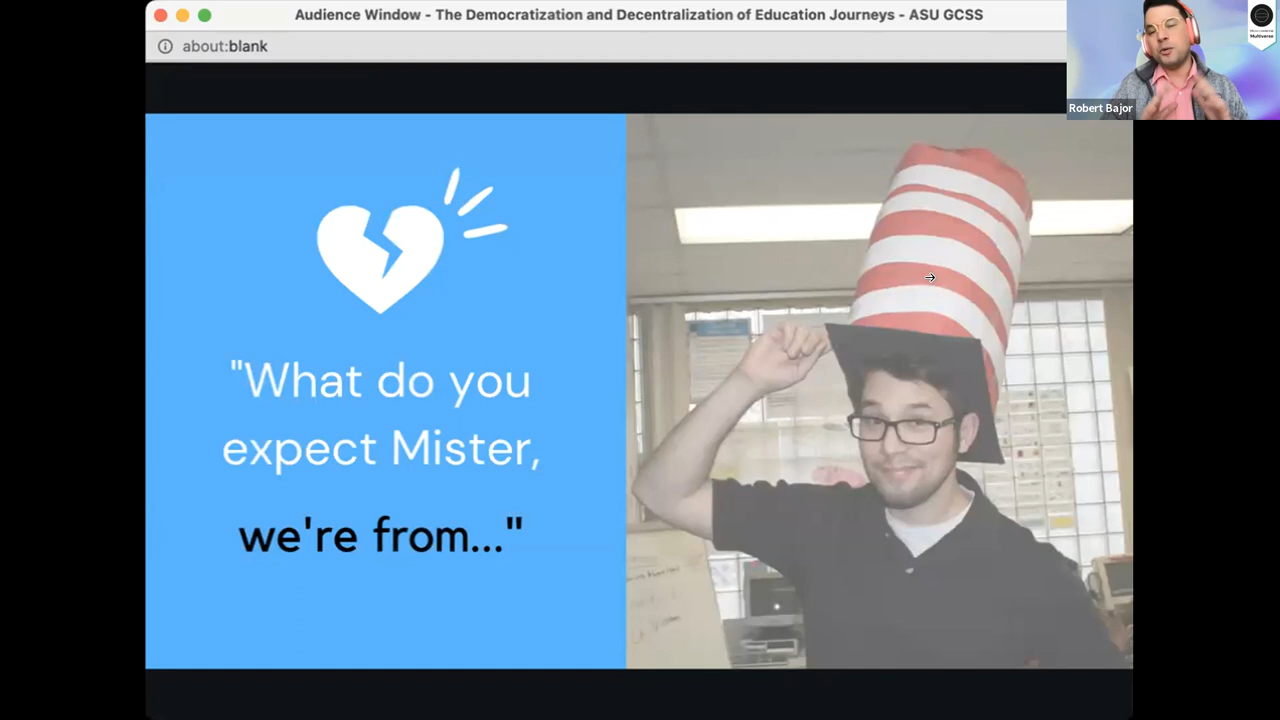 Audience Window - The Democratization and Decentralization of Education Journeys - ASU GCSS
about:blank
Robert Bajor
Multiverse
"What do you
expect Mister,
we're from..."